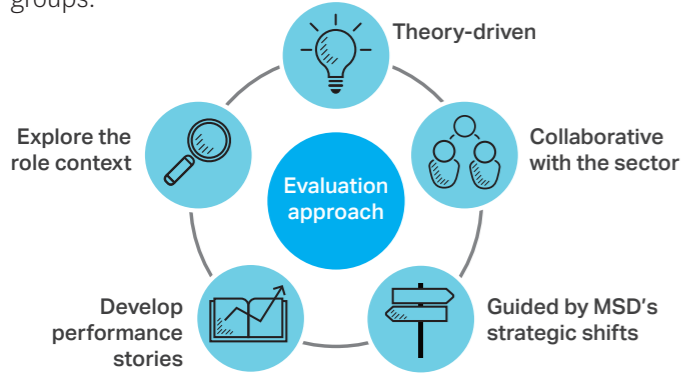 groups.
Theory-driven
Explore the
role context
Collaborative
with the sector
Evaluation
approach
Develop
performance
stories
Guided by MSD's
strategic shifts